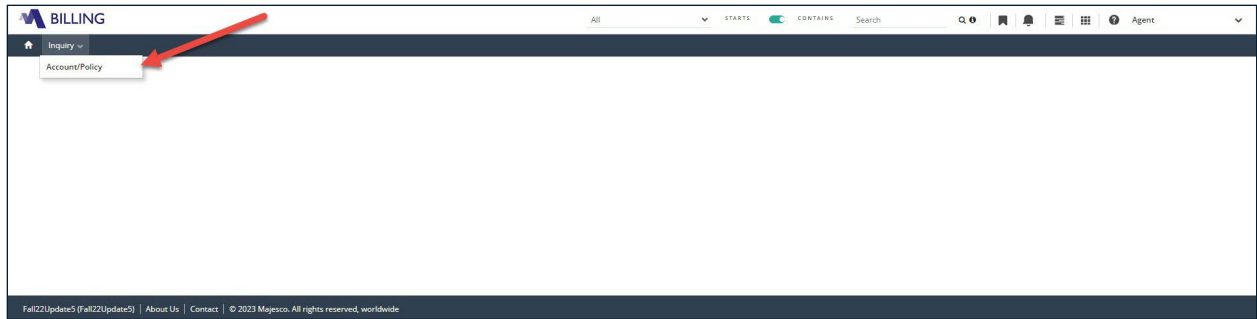 BILLING
All STARTS CONTAINS Search Agent
Inquiry
Account/Policy
Fall22Update5 (Fall22Update5) | About Us | Contact | © 2023 Majesco. All rights reserved, worldwide